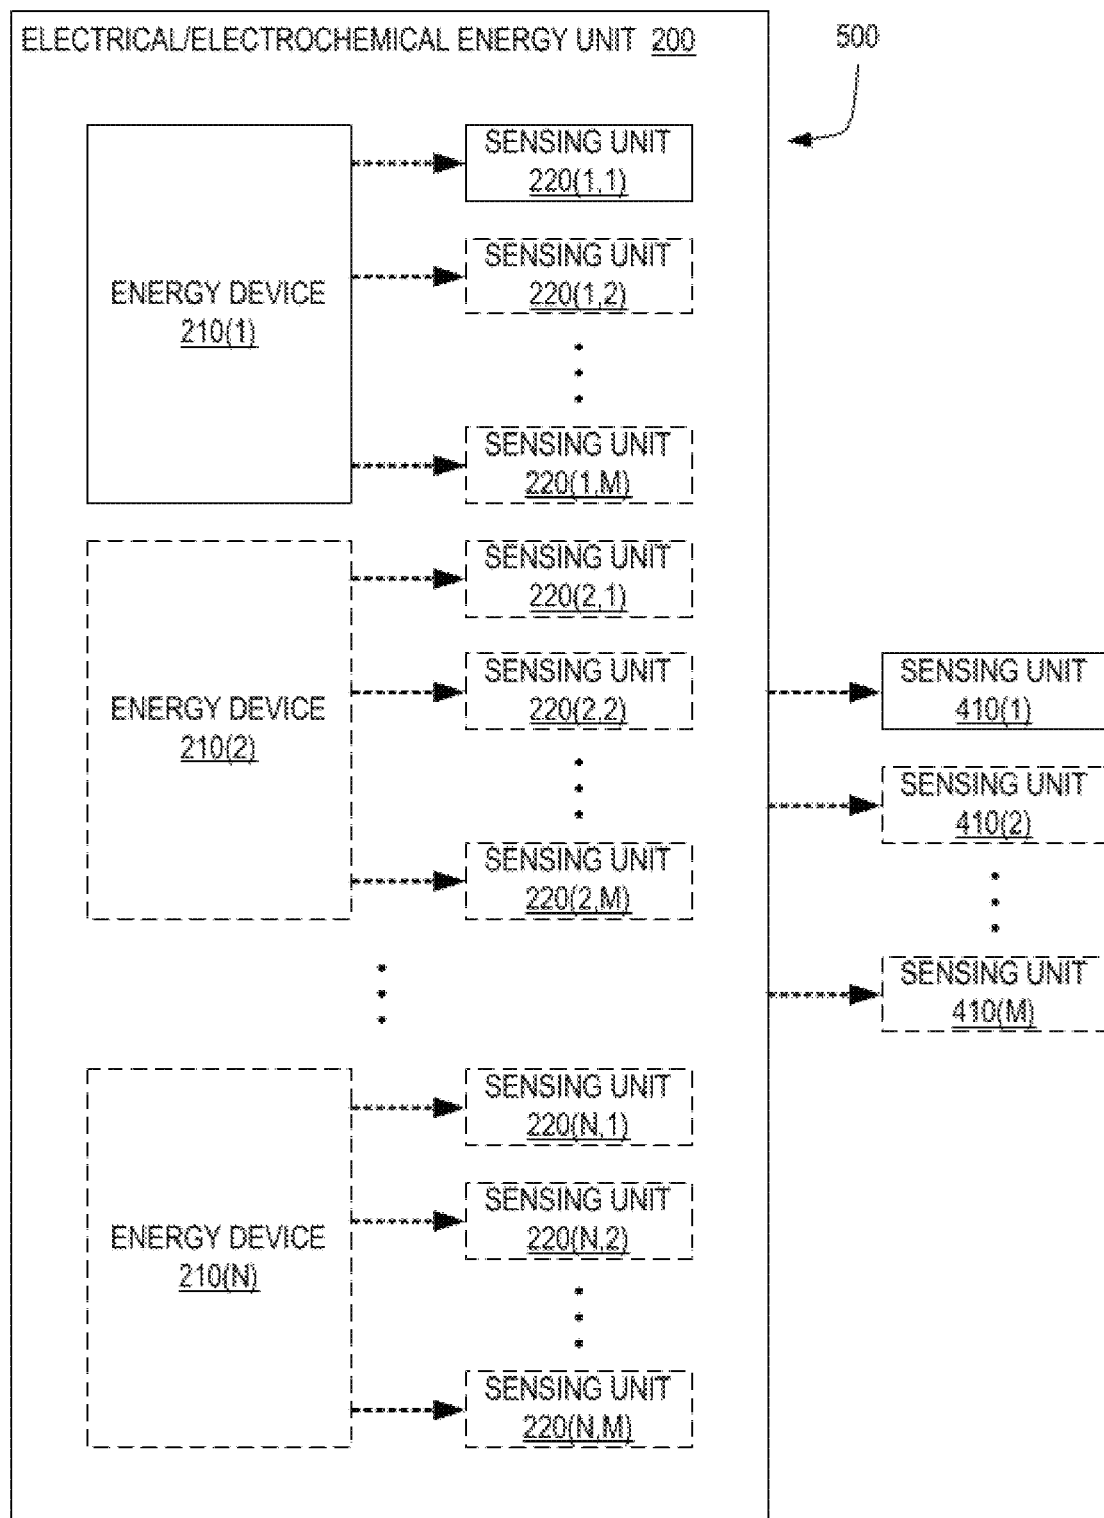 ELECTRICAL/ELECTROCHEMICAL ENERGY UNIT 200
500
ENERGY DEVICE
210(1)
SENSING UNIT
220(1,1)
SENSING UNIT
220(1,2)
SENSING UNIT
220(1,M)
ENERGY DEVICE
210(2)
SENSING UNIT
220(2,1)
SENSING UNIT
220(2,2)
SENSING UNIT
220(2,M)
SENSING UNIT
410(1)
SENSING UNIT
410(2)
SENSING UNIT
410(M)
ENERGY DEVICE
210(N)
SENSING UNIT
220(N,1)
SENSING UNIT
220(N,2)
SENSING UNIT
220(N,M)